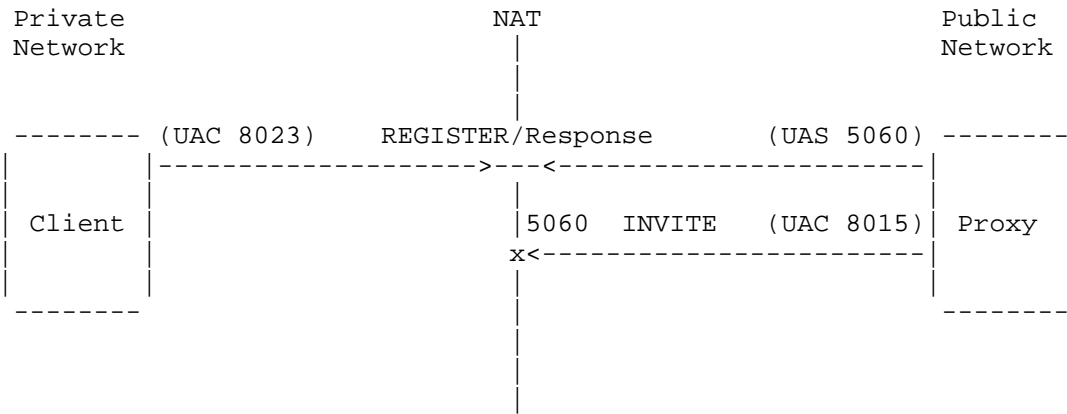 Private NAT Public
Network Network
(UAC 8023) REGISTER/Response (UAS 5060)
Client 5060 INVITE (UAC 8015) Proxy
x